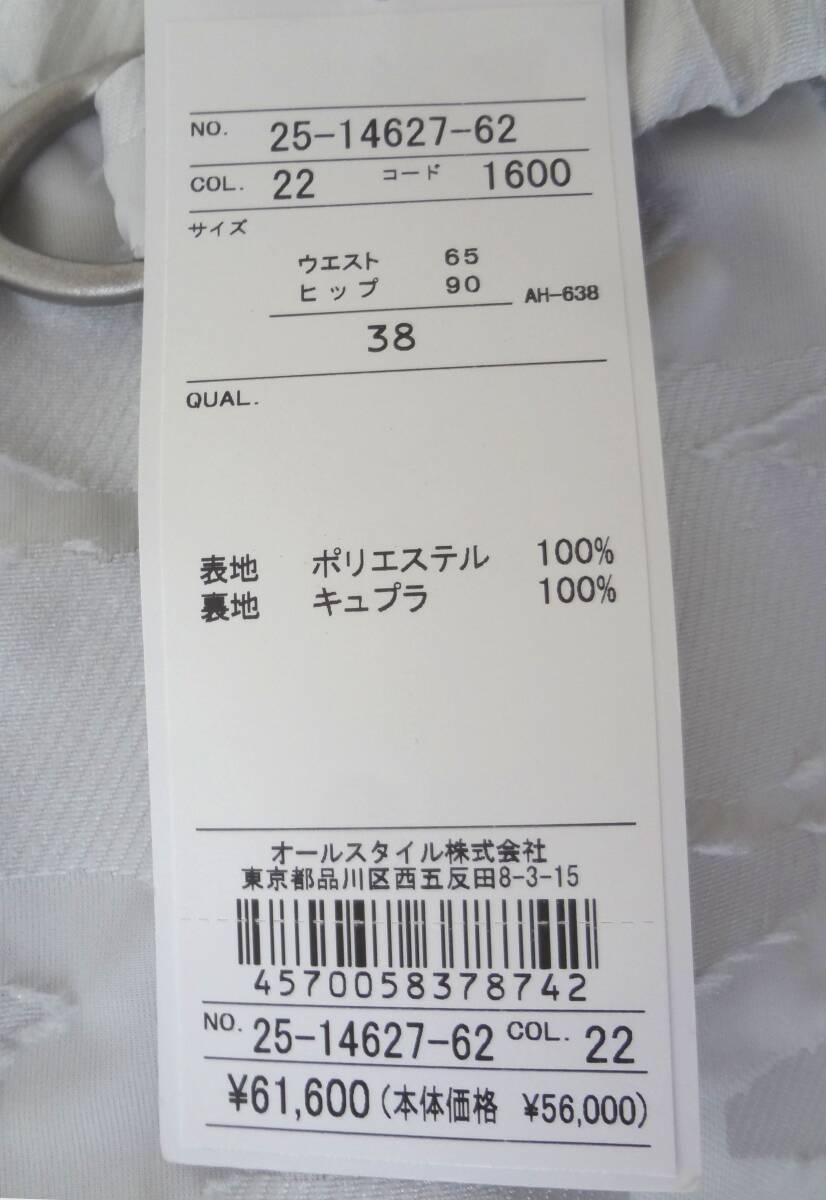 NO. 25-14627-62
COL. 22 コード 1600
サイズ
ウエスト 65
ヒップ 90 AH-638
38
QUAL.
表地 ポリエステル 100%
裏地 キュプラ 100%
オールスタイル株式会社
東京都品川区西五反田8-3-15
4570058378742
NO. 25-14627-62 COL. 22
¥61,600(本体価格 ¥56,000)